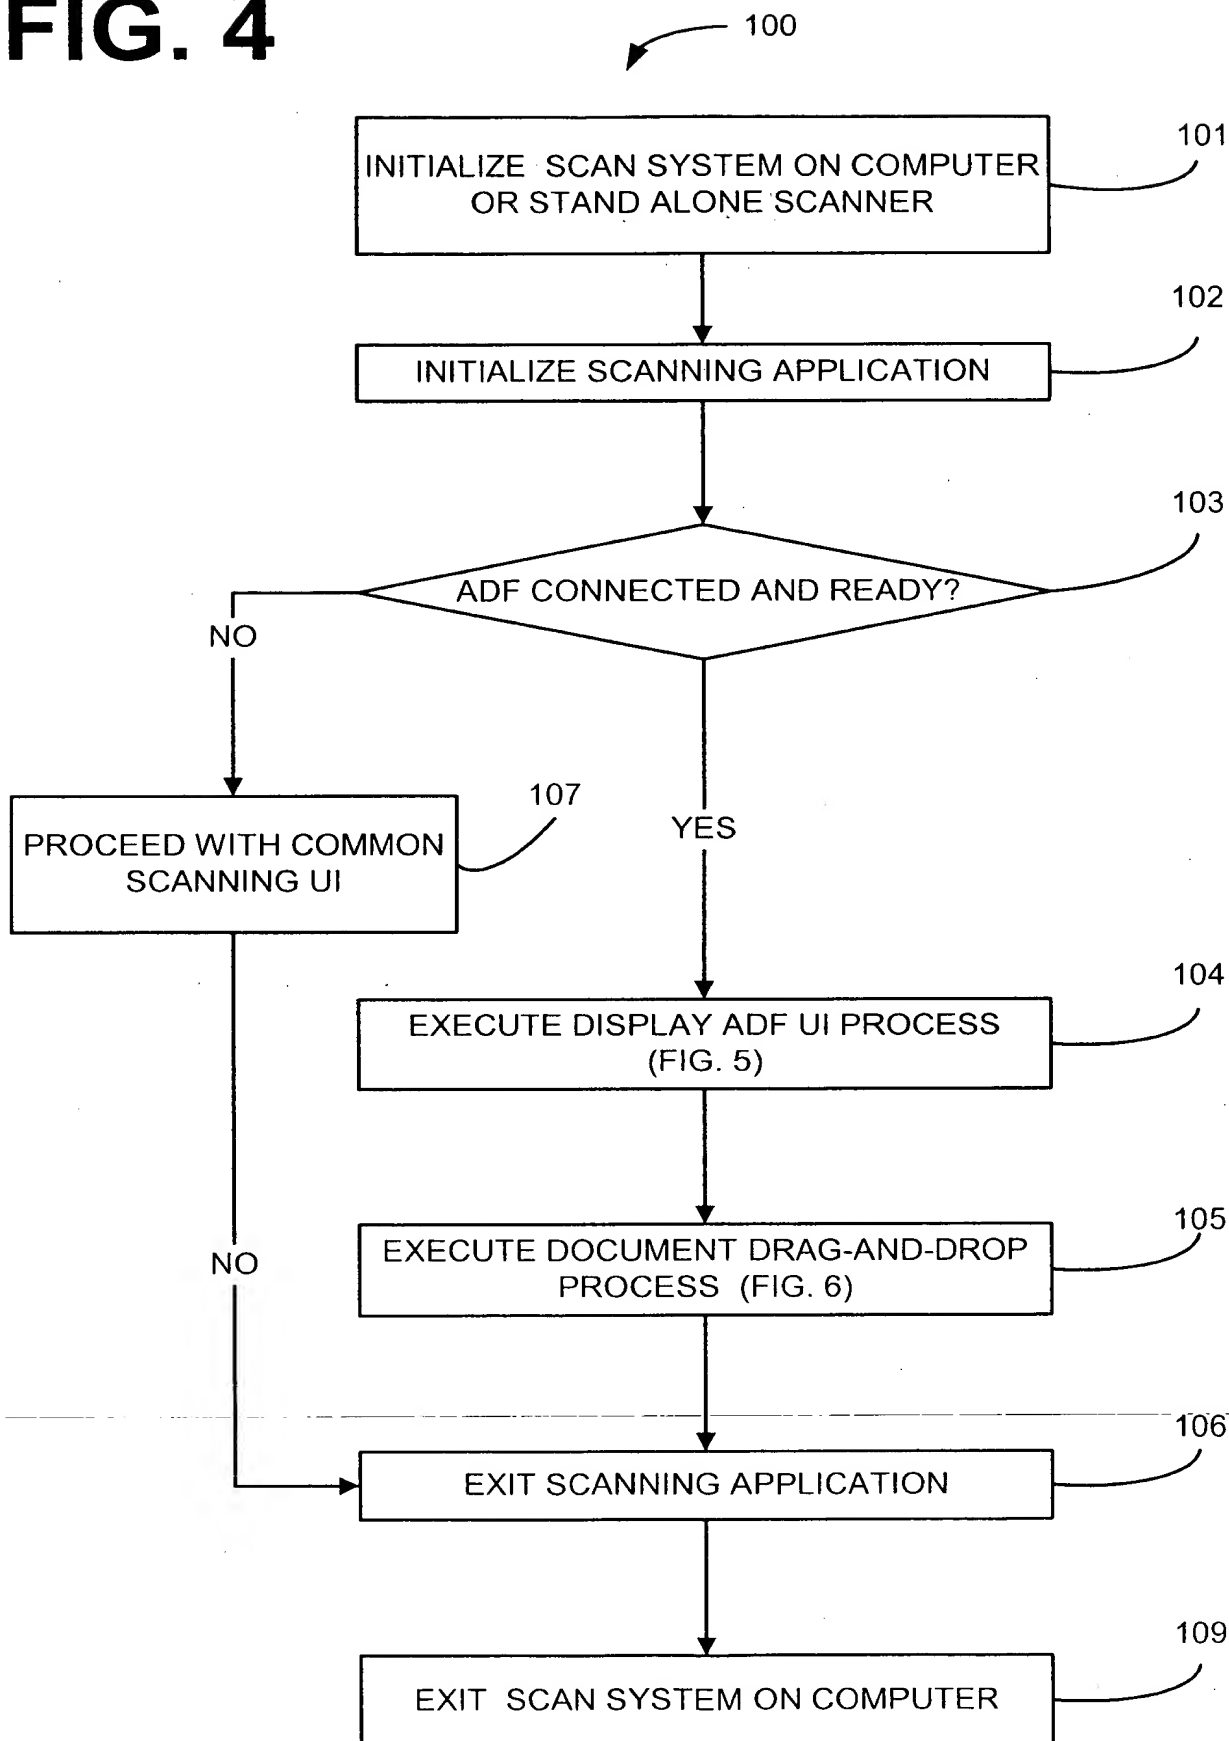 FIG. 4
100
INITIALIZE SCAN SYSTEM ON COMPUTER
OR STAND ALONE SCANNER
101
INITIALIZE SCANNING APPLICATION
102
ADF CONNECTED AND READY?
103
NO
YES
PROCEED WITH COMMON
SCANNING UI
107
EXECUTE DISPLAY ADF UI PROCESS
(FIG. 5)
104
EXECUTE DOCUMENT DRAG-AND-DROP
PROCESS (FIG. 6)
105
NO
EXIT SCANNING APPLICATION
106
EXIT SCAN SYSTEM ON COMPUTER
109